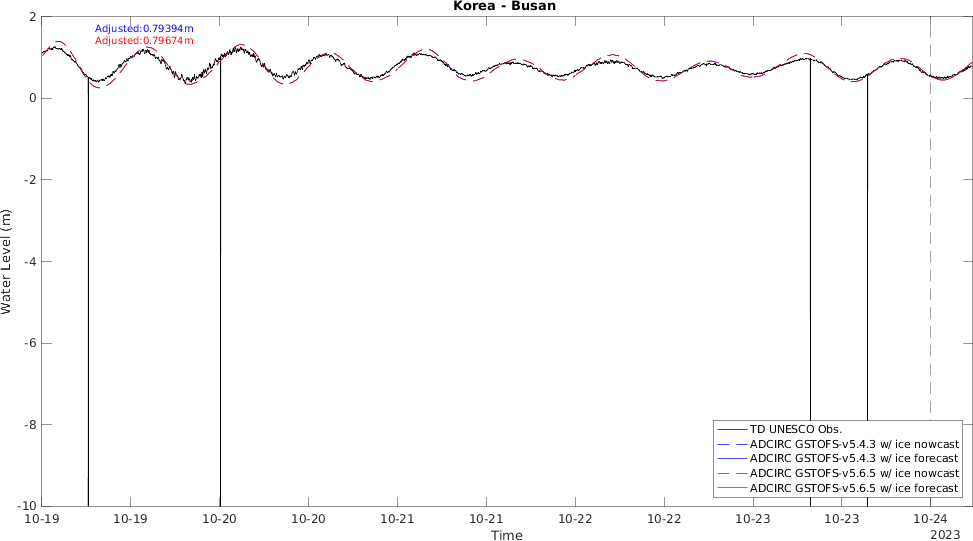 Korea - Busan
Adjusted:0.79394m
Adjusted:0.79674m
2
0
-2
-4
-6
-8
-10
Water Level (m)
TD UNESCO Obs.
ADCIRC GSTOFS-v5.4.3 w/ ice nowcast
ADCIRC GSTOFS-v5.4.3 w/ ice forecast
ADCIRC GSTOFS-v5.6.5 w/ ice nowcast
ADCIRC GSTOFS-v5.6.5 w/ ice forecast
10-19 10-19 10-20 10-20 10-21 10-21 10-22 10-22 10-23 10-23 10-24
Time
2023